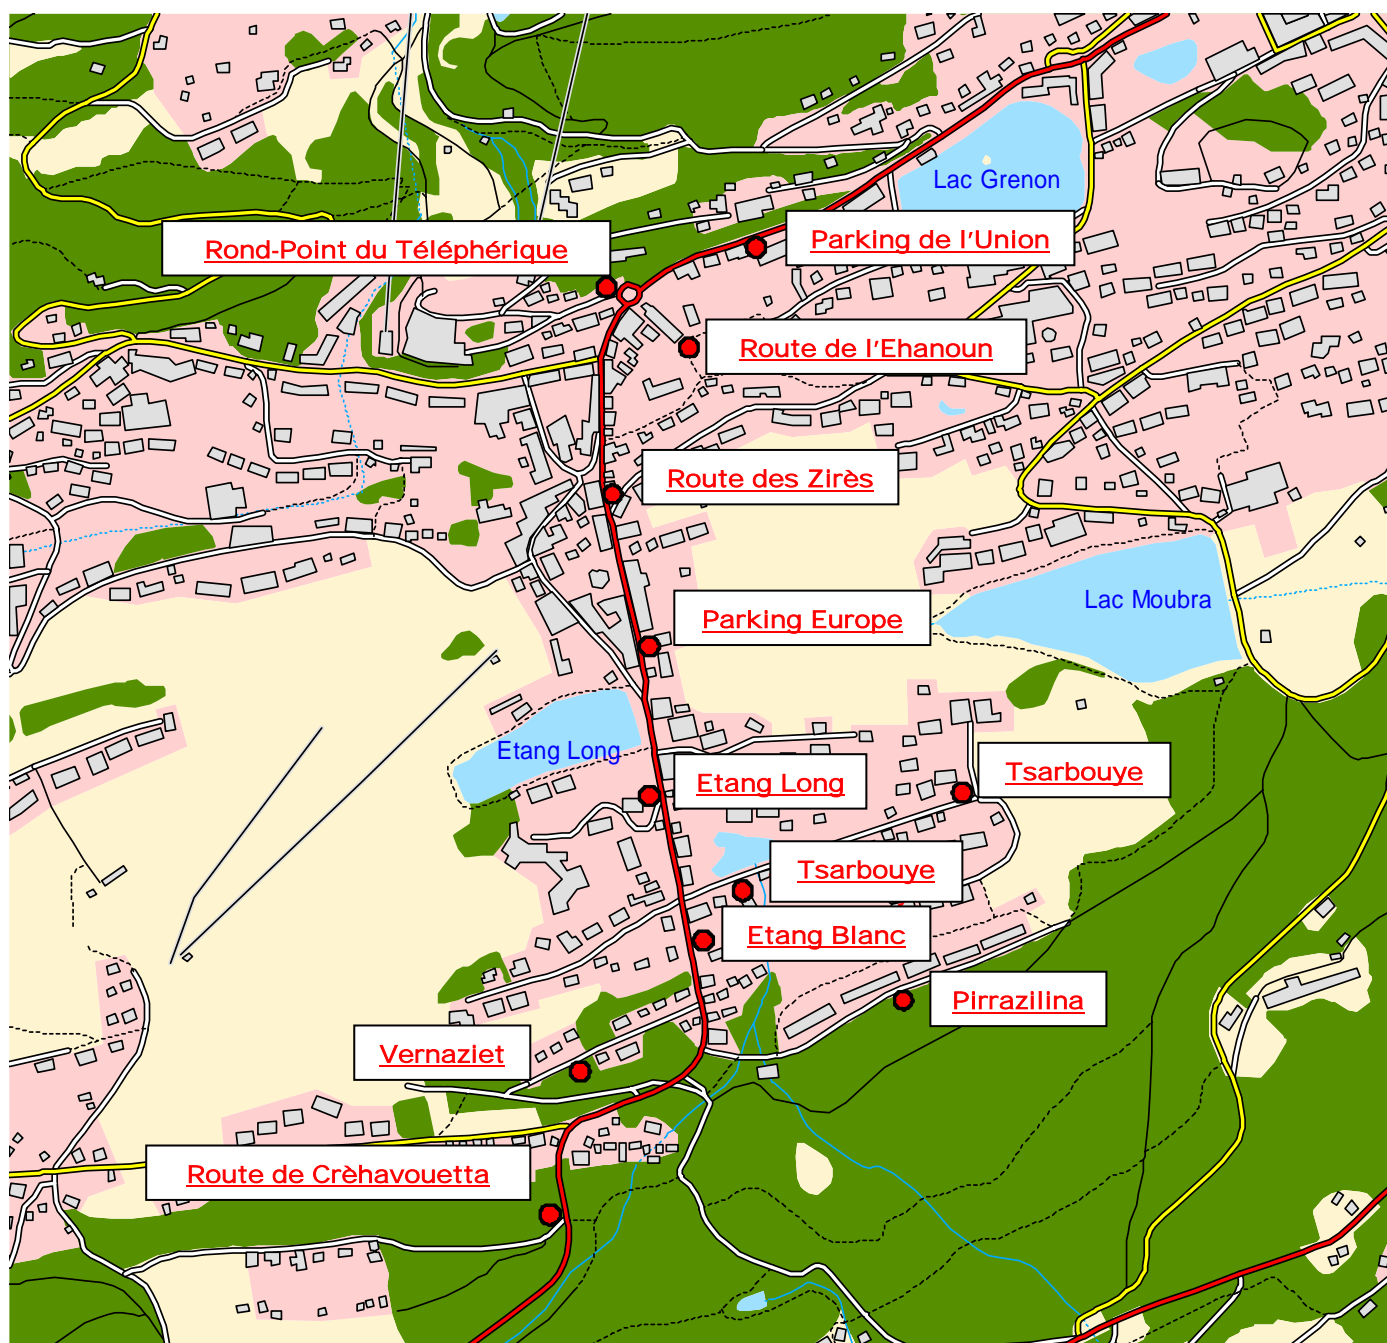 Lac Grenon
Rond-Point du Téléphérique
Parking de l'Union
Route de l'Ehanoun
Route des Zirès
Lac Moubra
Parking Europe
Etang Long
Etang Long
Tsarbouye
Tsarbouye
Etang Blanc
Pirrazilina
Vernaziet
Route de Crèhavouetta